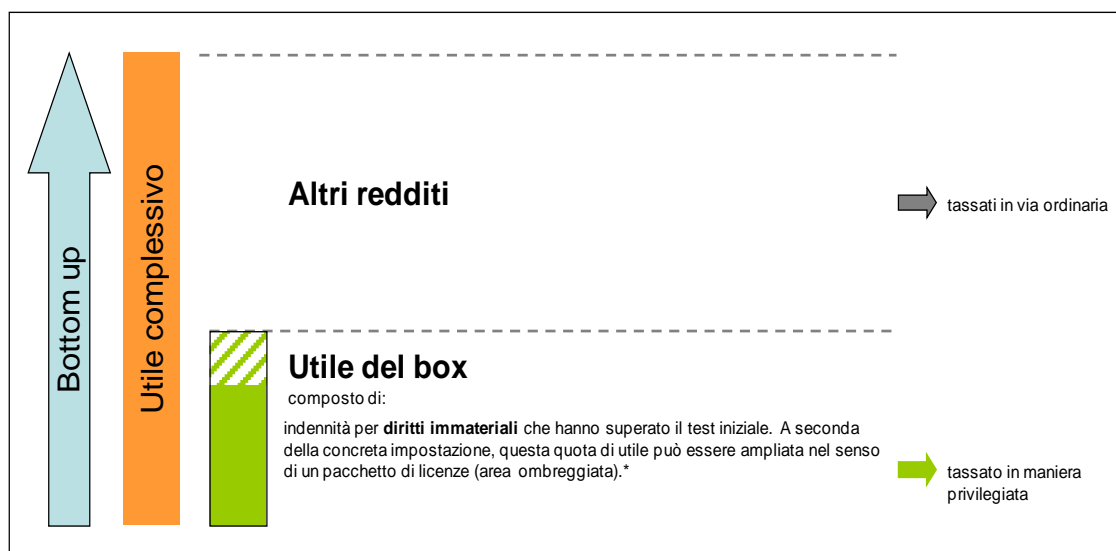 Bottom up
Utile complessivo
Altri redditi
tassati in via ordinaria
Utile del box
composto di:
indennità per diritti immateriali che hanno superato il test iniziale. A seconda
della concreta impostazione, questa quota di utile può essere ampliata nel senso
di un pacchetto di licenze (area ombreggiata).*
tassato in maniera
privilegiata